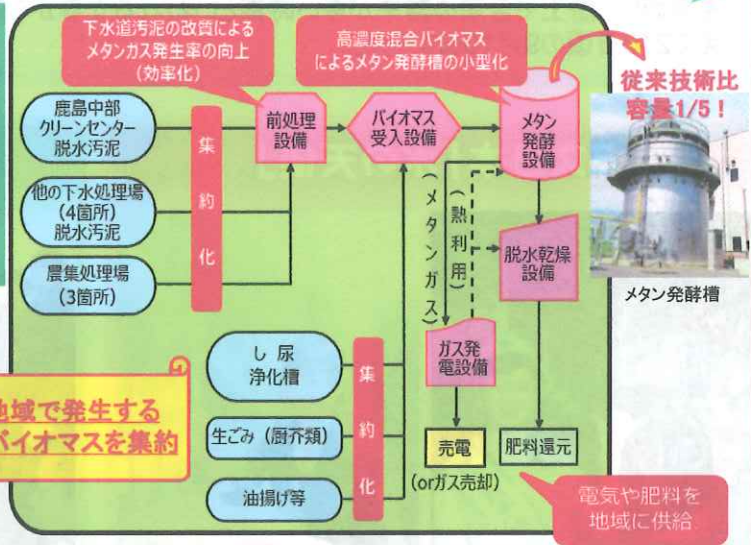 下水道汚泥の改質による
メタンガス発生率の向上
(効率化)
高濃度混合バイオマス
によるメタン発酵槽の小型化
従来技術比
容量1/5!
鹿島中部
クリーンセンター
脱水汚泥
他の下水処理場
(4箇所)
脱水汚泥
農集処理場
(3箇所)
集約化
前処理
設備
バイオマス
受入設備
メタン
発酵
設備
(メタンガス)
(熱利用)
脱水乾燥
設備
メタン発酵槽
ガス発
電設備
し尿
浄化槽
生ごみ(厨芥類)
油揚げ等
集約化
地域で発生する
バイオマスを集約
売電
(orガス売却)
肥料還元
電気や肥料を
地域に供給